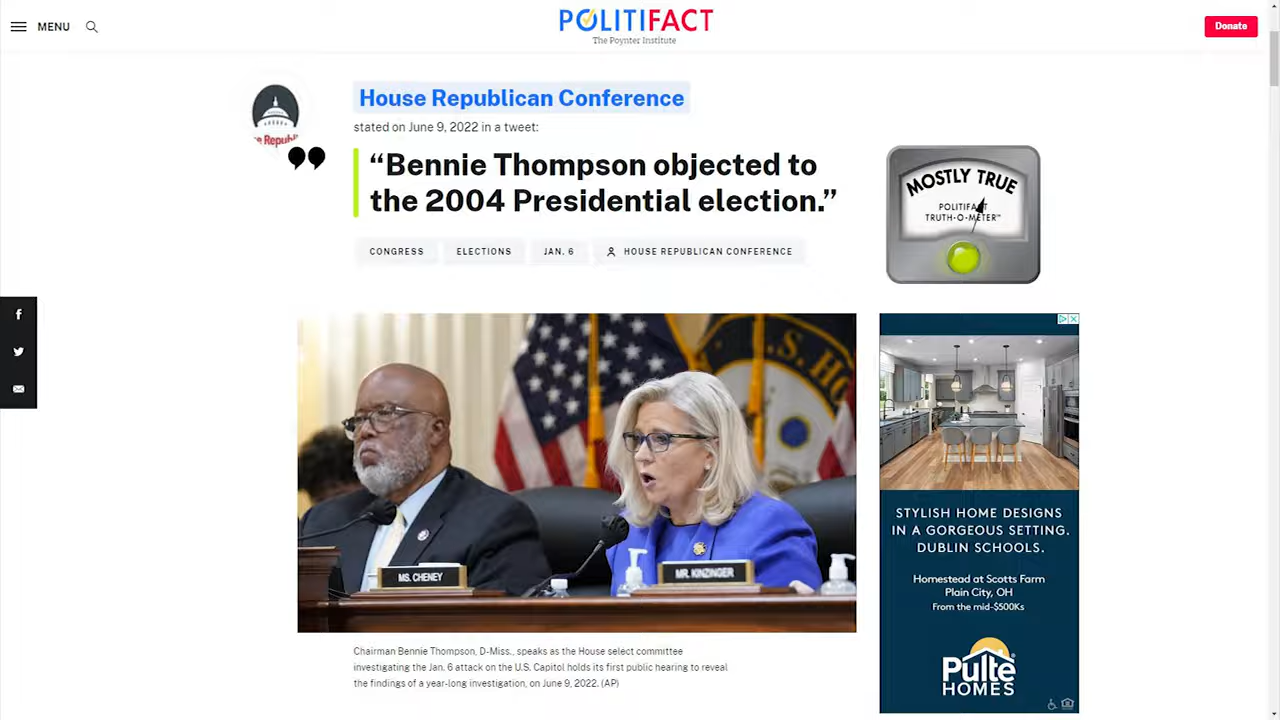 MENU
POLITIFACT
The Poynter Institute
Donate
House Republican Conference
stated on June 9, 2022 in a tweet:
“Bennie Thompson objected to
the 2004 Presidential election.”
MOSTLY TRUE
POLITIFACT
TRUTH-O-METER™
CONGRESS
ELECTIONS
JAN. 6
HOUSE REPUBLICAN CONFERENCE
MS. CHENEY
MR. KINZINGER
Chairman Bennie Thompson, D-Miss., speaks as the House select committee
investigating the Jan. 6 attack on the U.S. Capitol holds its first public hearing to reveal
the findings of a year-long investigation, on June 9, 2022. (AP)
STYLISH HOME DESIGNS
IN A GORGEOUS SETTING.
DUBLIN SCHOOLS.
Homestead at Scotts Farm
Plain City, OH
From the mid-$500Ks
Pulte
HOMES